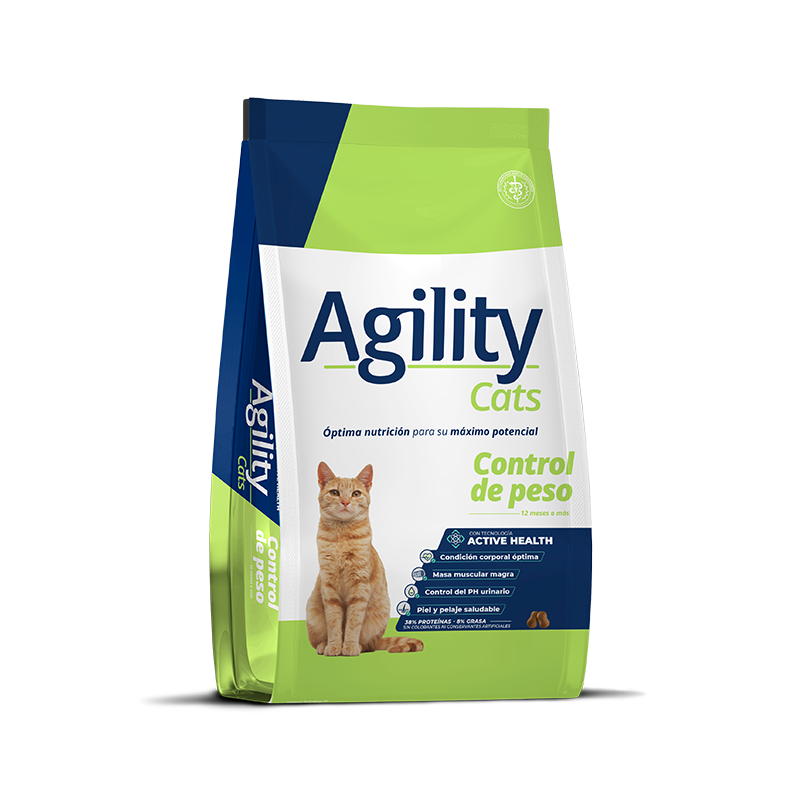 Agility
Cats
Óptima nutrición para su máximo potencial
Control
de peso
12 meses a más
CON TECNOLOGÍA
ACTIVE HEALTH
Condición corporal óptima
Masa muscular magra
Control del PH urinario
Piel y pelaje saludable
38% PROTEÍNAS - 8% GRASA
SIN COLORANTES NI CONSERVANTES ARTIFICIALES
Agility
Cats
Control
de peso